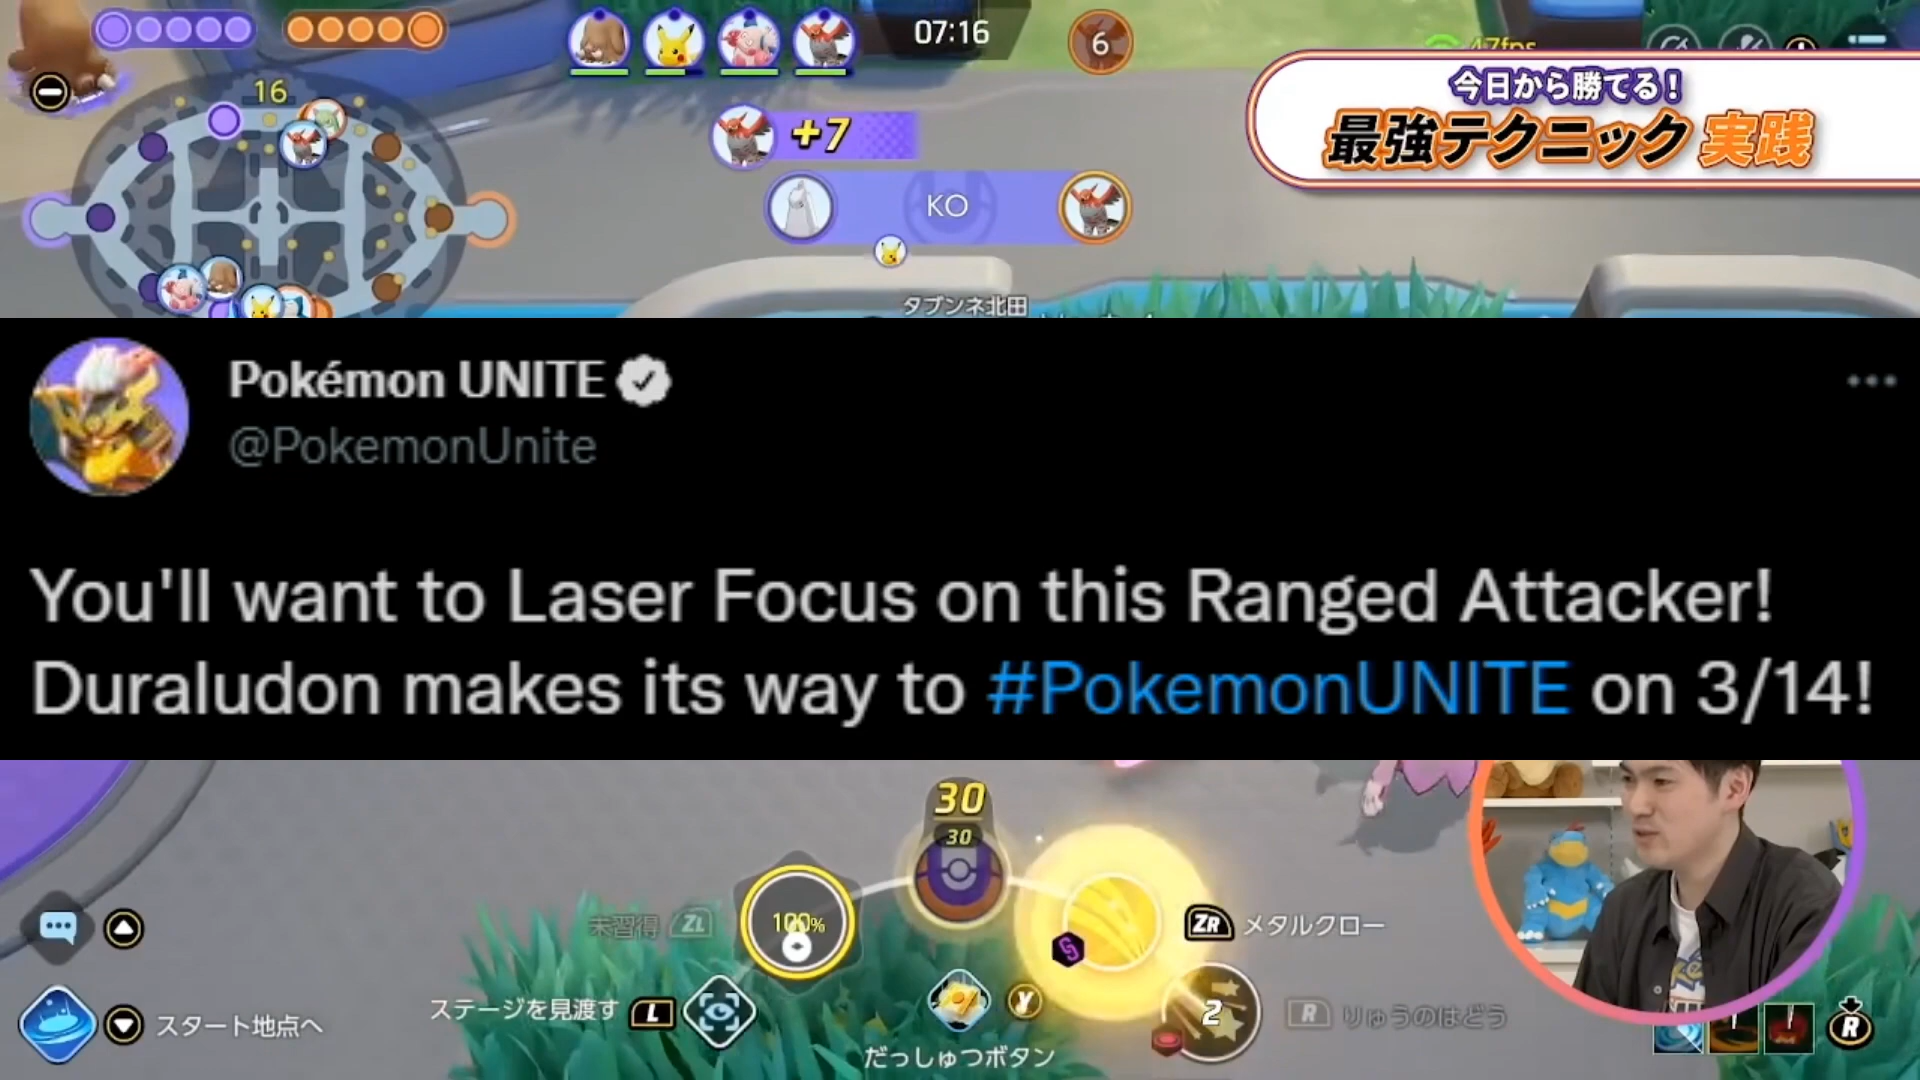 07:16
6
47fps
16
今日から勝てる!
最強テクニック 実践
+7
KO
タブンネ北田
Pokémon UNITE
@PokemonUnite
You'll want to Laser Focus on this Ranged Attacker!
Duraludon makes its way to #PokemonUNITE on 3/14!
30
30
未習得 ZL
100%
ZR メタルクロー
ステージを見渡す L
Y
2
R りゅうのはどう
スタート地点へ
R
だっしゅつボタン